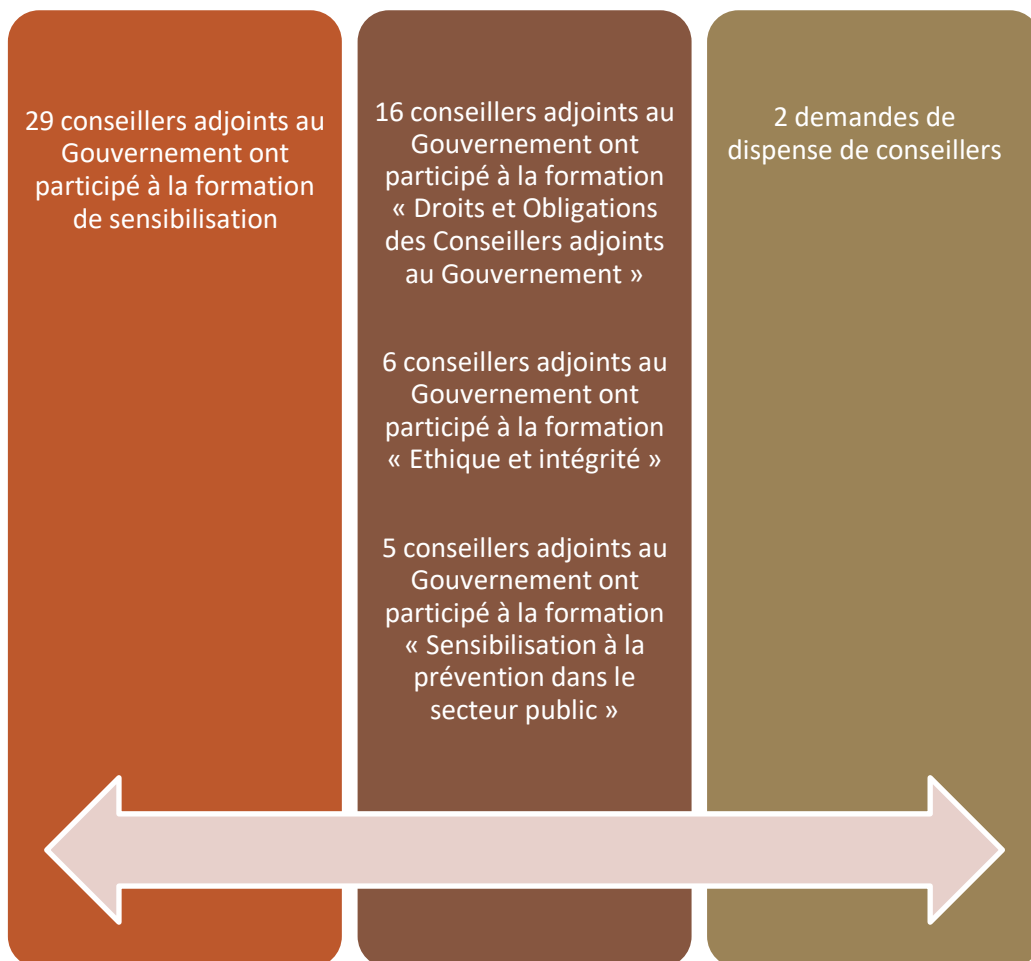 29 conseillers adjoints au
Gouvernement ont
participé à la formation
de sensibilisation
16 conseillers adjoints au
Gouvernement ont
participé à la formation
« Droits et Obligations
des Conseillers adjoints
au Gouvernement »
6 conseillers adjoints au
Gouvernement ont
participé à la formation
« Ethique et intégrité »
5 conseillers adjoints au
Gouvernement ont
participé à la formation
« Sensibilisation à la
prévention dans le
secteur public »
2 demandes de
dispense de conseillers